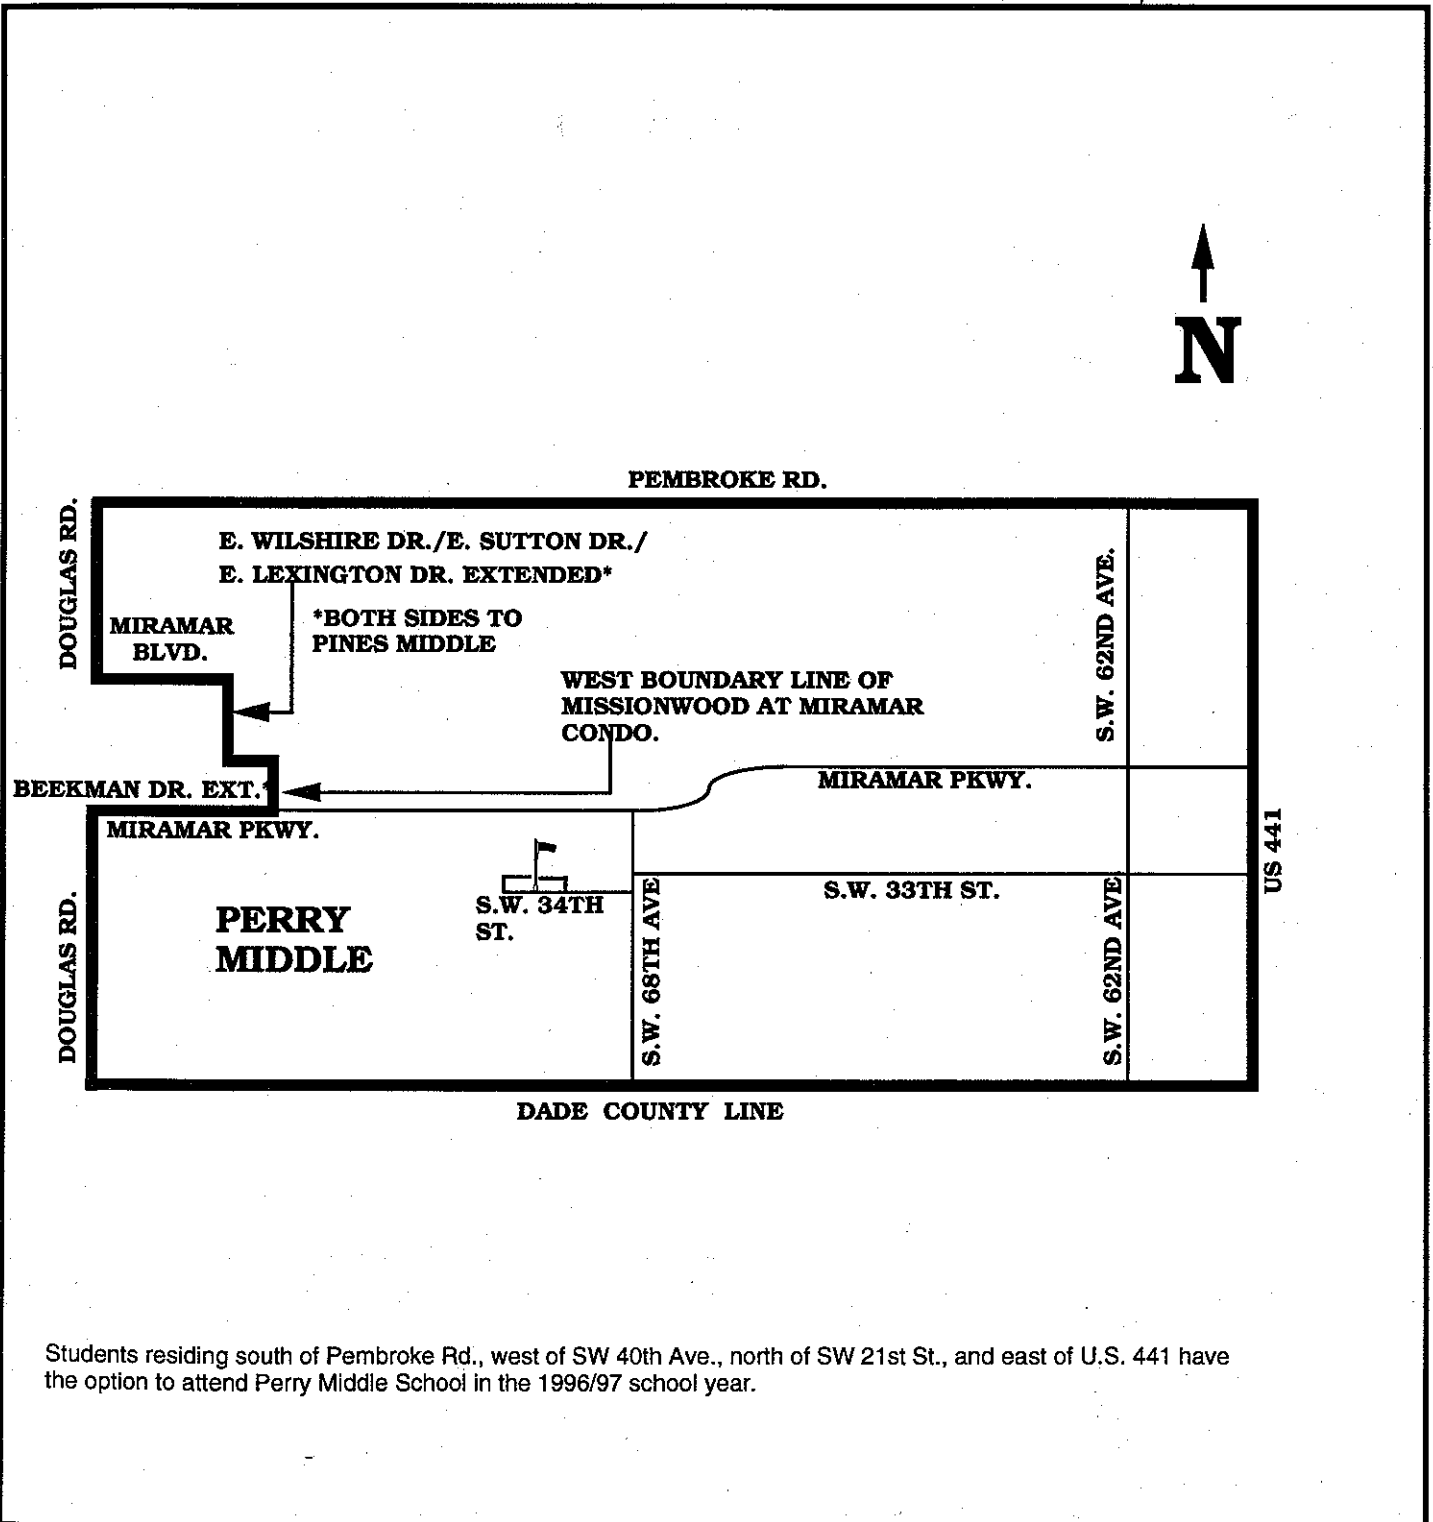 N
PEMBROKE RD.
DOUGLAS RD.
E. WILSHIRE DR./E. SUTTON DR./
E. LEXINGTON DR. EXTENDED*
*BOTH SIDES TO
PINES MIDDLE
MIRAMAR
BLVD.
S.W. 62ND AVE.
WEST BOUNDARY LINE OF
MISSIONWOOD AT MIRAMAR
CONDO.
BEEKMAN DR. EXT.*
MIRAMAR PKWY.
MIRAMAR PKWY.
US 441
DOUGLAS RD.
PERRY
MIDDLE
S.W. 34TH
ST.
S.W. 68TH AVE
S.W. 33TH ST.
S.W. 62ND AVE
DADE COUNTY LINE
Students residing south of Pembroke Rd., west of SW 40th Ave., north of SW 21st St., and east of U.S. 441 have
the option to attend Perry Middle School in the 1996/97 school year.